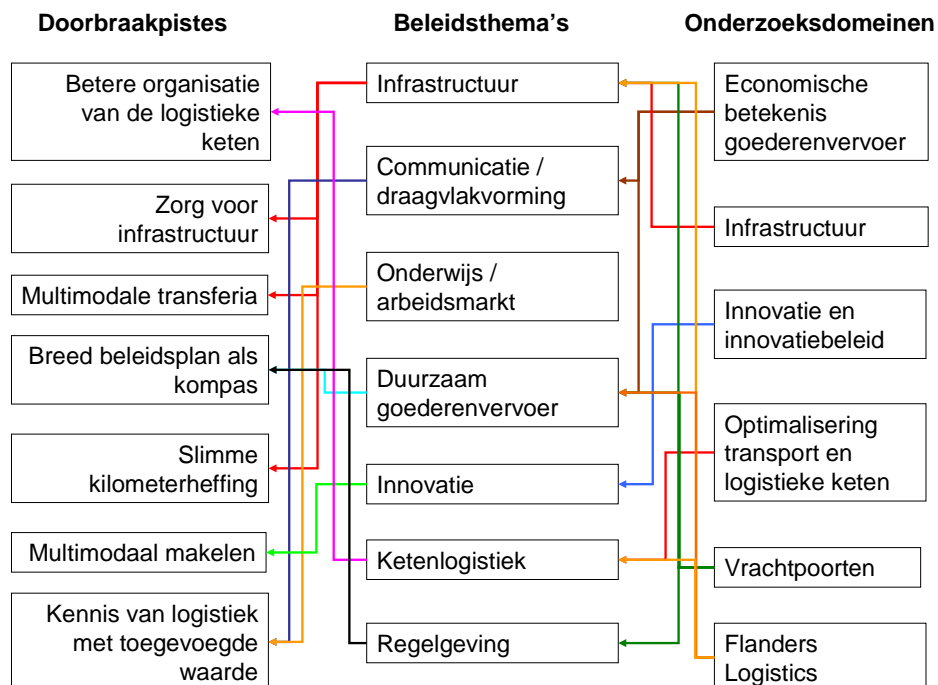 Doorbraakpistes
Betere organisatie
van de logistieke
keten
Zorg voor
infrastructuur
Multimodale transferia
Breed beleidsplan als
kompas
Slimme
kilometerheffing
Multimodaal makelen
Kennis van logistiek
met toegevoegde
waarde
Beleidsthema's
Infrastructuur
Communicatie /
draagvlakvorming
Onderwijs /
arbeidsmarkt
Duurzaam
goederenvervoer
Innovatie
Ketenlogistiek
Regelgeving
Onderzoeksdomeinen
Economische
betekenis
goederenvervoer
Infrastructuur
Innovatie en
innovatiebeleid
Optimalisering
transport en
logistieke keten
Vrachtpoorten
Flanders
Logistics